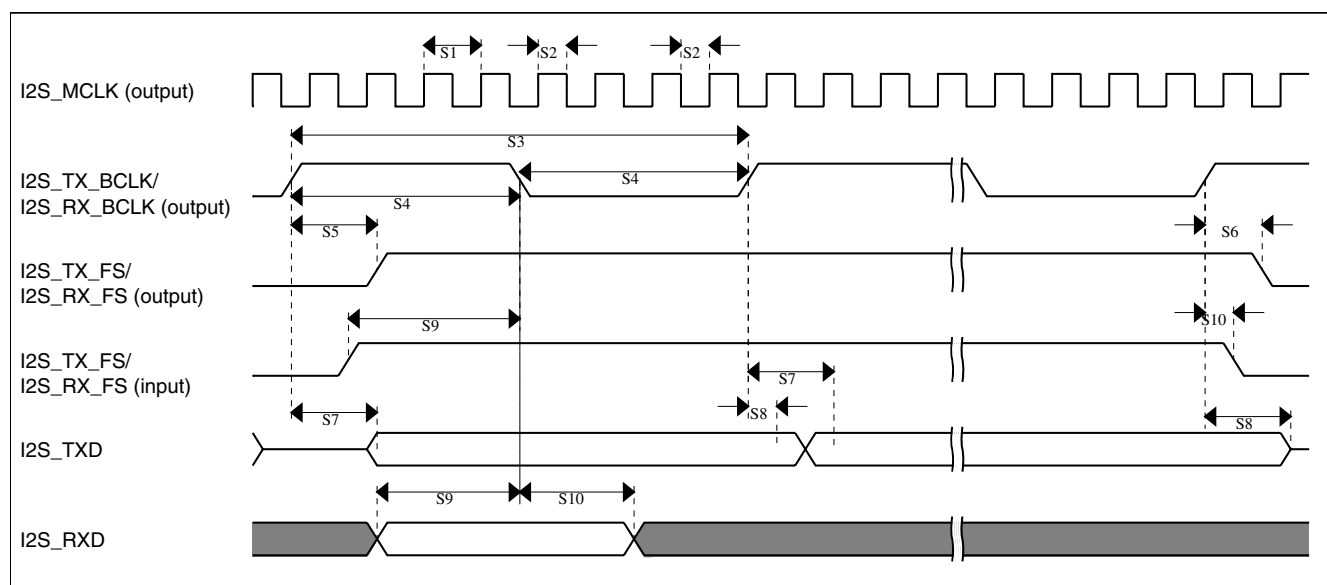 S1 S2 S2
I2S_MCLK (output)
S3
I2S_TX_BCLK/
I2S_RX_BCLK (output)
S4
S4
S5 S6
I2S_TX_FS/
I2S_RX_FS (output)
S9 S10
I2S_TX_FS/
I2S_RX_FS (input)
S7
S7 S8 S8
I2S_TXD
S9 S10
I2S_RXD